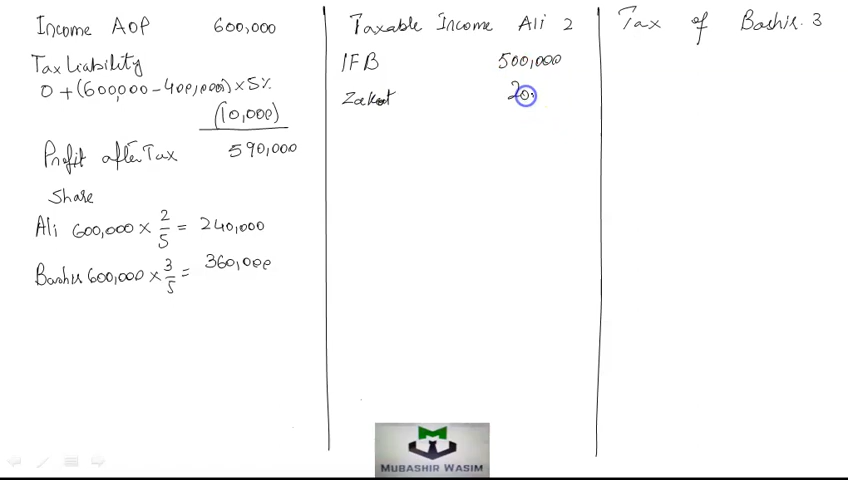 Income AOP 600,000
Tax Liability
0 + (600,000 - 400,000) × 5%
(10,000)
Profit after Tax 590,000
Share
Ali 600,000 × 2/5 = 240,000
Bashir 600,000 × 3/5 = 360,000
Taxable Income Ali 2
IFB 500,000
Zakat 20,
Tax of Bashir. 3
M
MUBASHIR WASIM